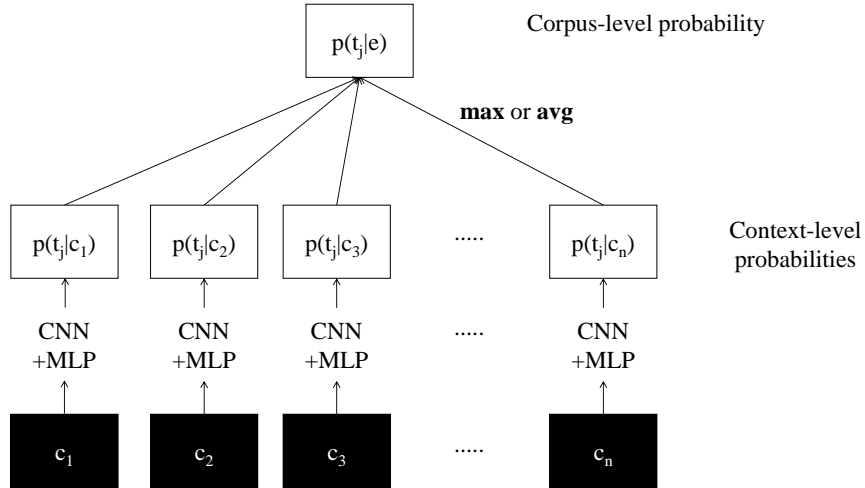 p(t_j|e)
Corpus-level probability
max or avg
p(t_j|c_1) p(t_j|c_2) p(t_j|c_3) ..... p(t_j|c_n)
Context-level
probabilities
CNN CNN CNN ..... CNN
+MLP +MLP +MLP +MLP
c_1 c_2 c_3 ..... c_n